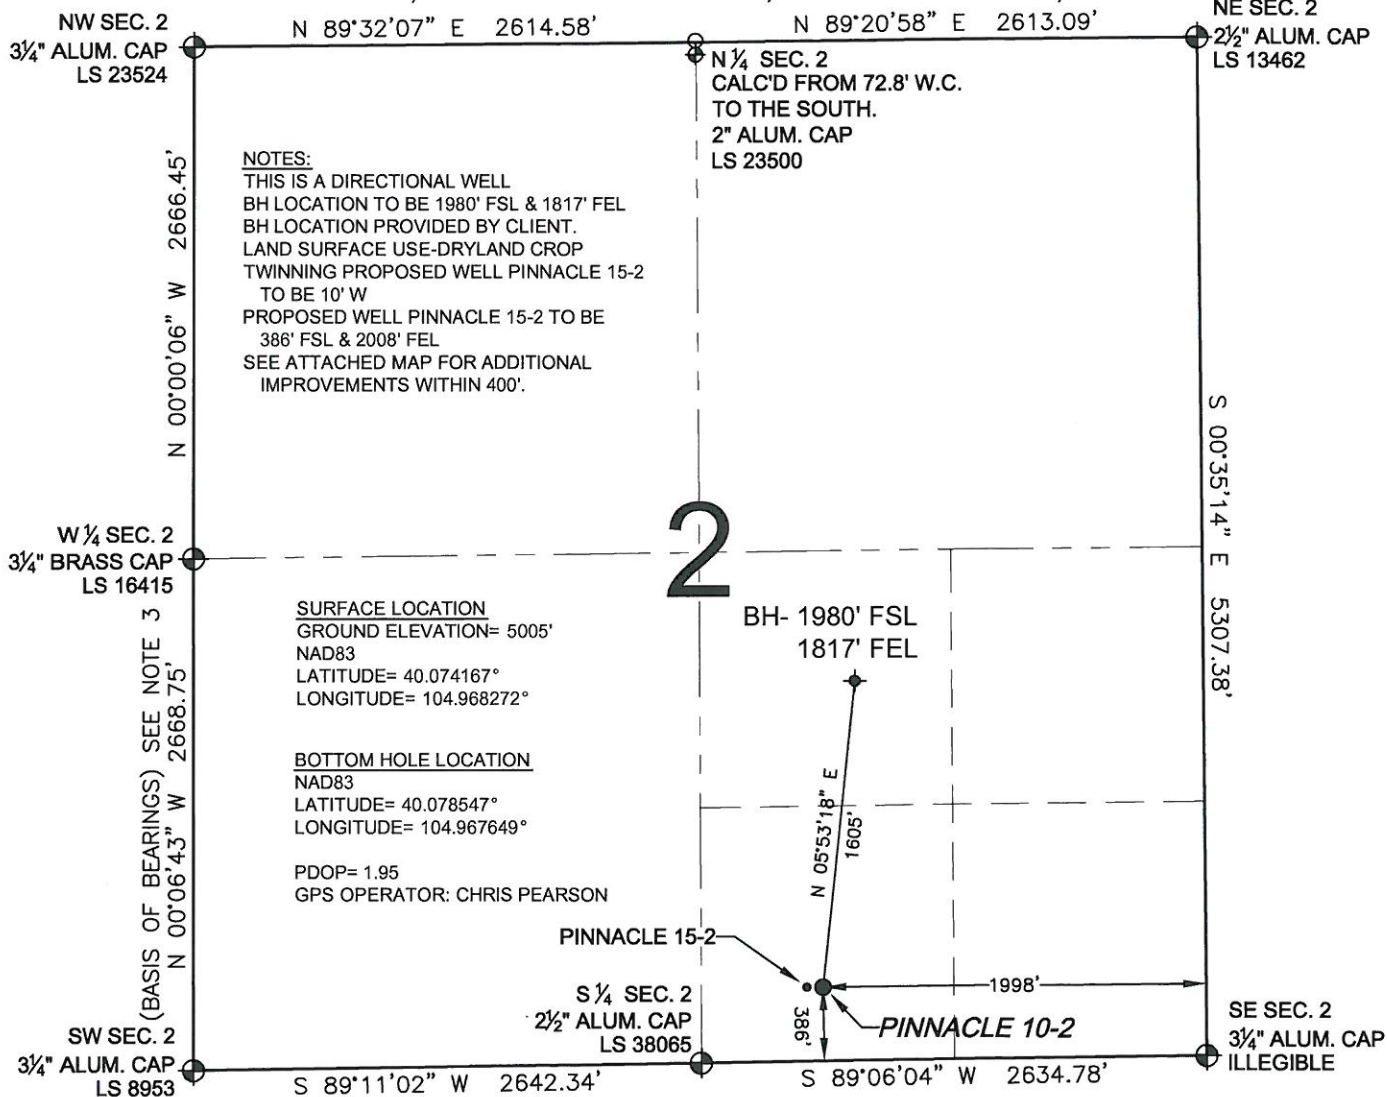 N 89°32'07" E 2614.58'
N 89°20'58" E 2613.09'
NW SEC. 2
3¼" ALUM. CAP
LS 23524
N ¼ SEC. 2
CALC'D FROM 72.8' W.C.
TO THE SOUTH.
2" ALUM. CAP
LS 23500
NE SEC. 2
2½" ALUM. CAP
LS 13462
NOTES:
THIS IS A DIRECTIONAL WELL
BH LOCATION TO BE 1980' FSL & 1817' FEL
BH LOCATION PROVIDED BY CLIENT.
LAND SURFACE USE-DRYLAND CROP
TWINNING PROPOSED WELL PINNACLE 15-2
TO BE 10' W
PROPOSED WELL PINNACLE 15-2 TO BE
386' FSL & 2008' FEL
SEE ATTACHED MAP FOR ADDITIONAL
IMPROVEMENTS WITHIN 400'.
N 00°00'06" W 2666.45'
S 00°35'14" E 5307.38'
W ¼ SEC. 2
3¼" BRASS CAP
LS 16415
2
(BASIS OF BEARINGS) SEE NOTE 3
N 00°06'43" W 2668.75'
SURFACE LOCATION
GROUND ELEVATION= 5005'
NAD83
LATITUDE= 40.074167°
LONGITUDE= 104.968272°
BOTTOM HOLE LOCATION
NAD83
LATITUDE= 40.078547°
LONGITUDE= 104.967649°
PDOP= 1.95
GPS OPERATOR: CHRIS PEARSON
BH- 1980' FSL
1817' FEL
N 05°53'18" E
1605'
PINNACLE 15-2
1998'
386'
PINNACLE 10-2
SW SEC. 2
3¼" ALUM. CAP
LS 8953
S ¼ SEC. 2
2½" ALUM. CAP
LS 38065
SE SEC. 2
3¼" ALUM. CAP
ILLEGIBLE
S 89°11'02" W 2642.34'
S 89°06'04" W 2634.78'